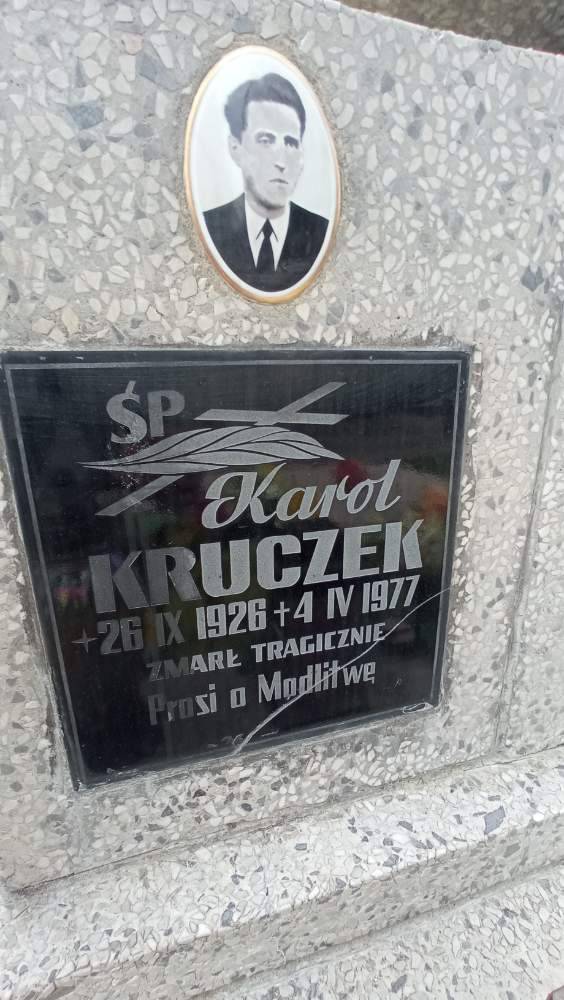 ŚP
Karol
KRUCZEK
*26 IX 1926 +4 IV 1977
ZMARŁ TRAGICZNIE
Prosi o Modlitwę